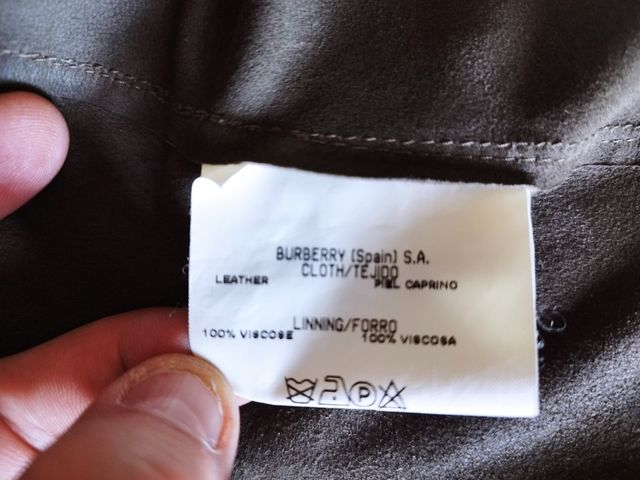 BURBERRY (Spain) S.A.
CLOTH/TEJIDO
LEATHER PIEL CAPRINO
LINNING/FORRO
100% VISCOSE 100% VISCOSA
P